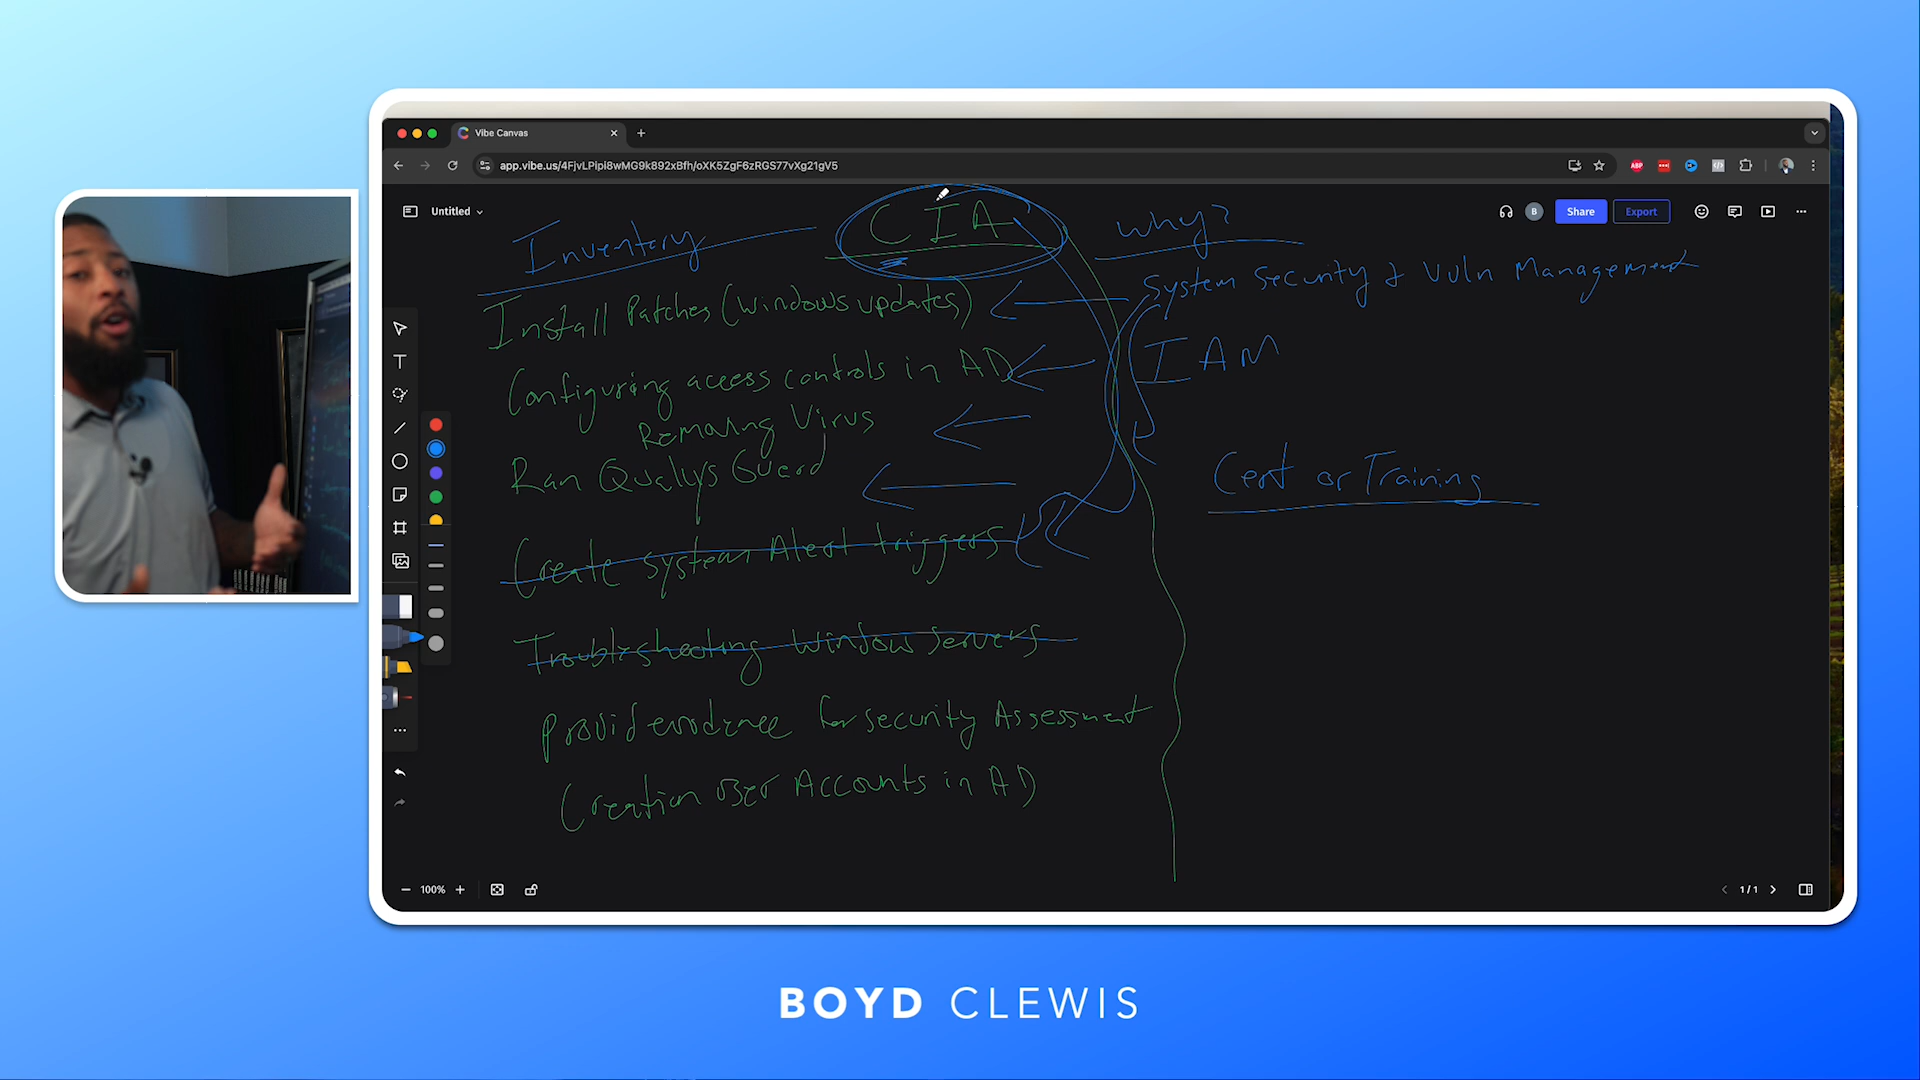 Vibe Canvas
app.vibe.us/4FjvLPipi8wMG9k892xBfh/oXK5ZgF6zRGS77vXg21gV5
ABP
Untitled
B
Share
Export
Inventory
CIA
why?
System Security & Vuln Management
Install Patches (Windows updates)
IAM
Configuring access controls in AD
Removing Virus
Ran Qualys Guard
Cert or Training
Create system Alert triggers
Troubleshooting Window Servers
Provid evidence for security Assessment
Creation User Accounts in AD
100%
1/1
BOYD CLEWIS